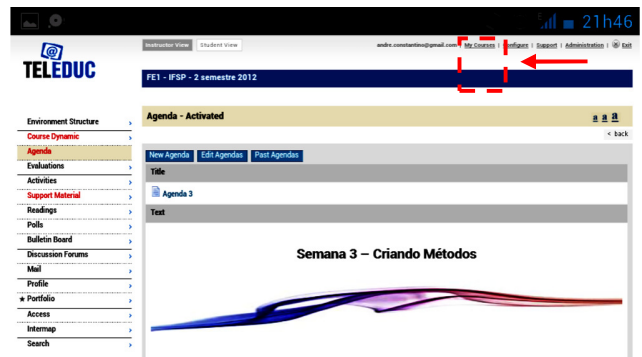 21h46
Instructor View Student View
andre.constantino@gmail.com | My Courses | Configure | Support | Administration | Exit
TELEDUC
FE1 - IFSP - 2 semestre 2012
Agenda - Activated
a a a
< back
Environment Structure
Course Dynamic
Agenda
Evaluations
Activities
Support Material
Readings
Polls
Bulletin Board
Discussion Forums
Mail
Profile
Portfolio
Access
Intermap
Search
New Agenda Edit Agendas Past Agendas
Title
Agenda 3
Text
Semana 3 – Criando Métodos